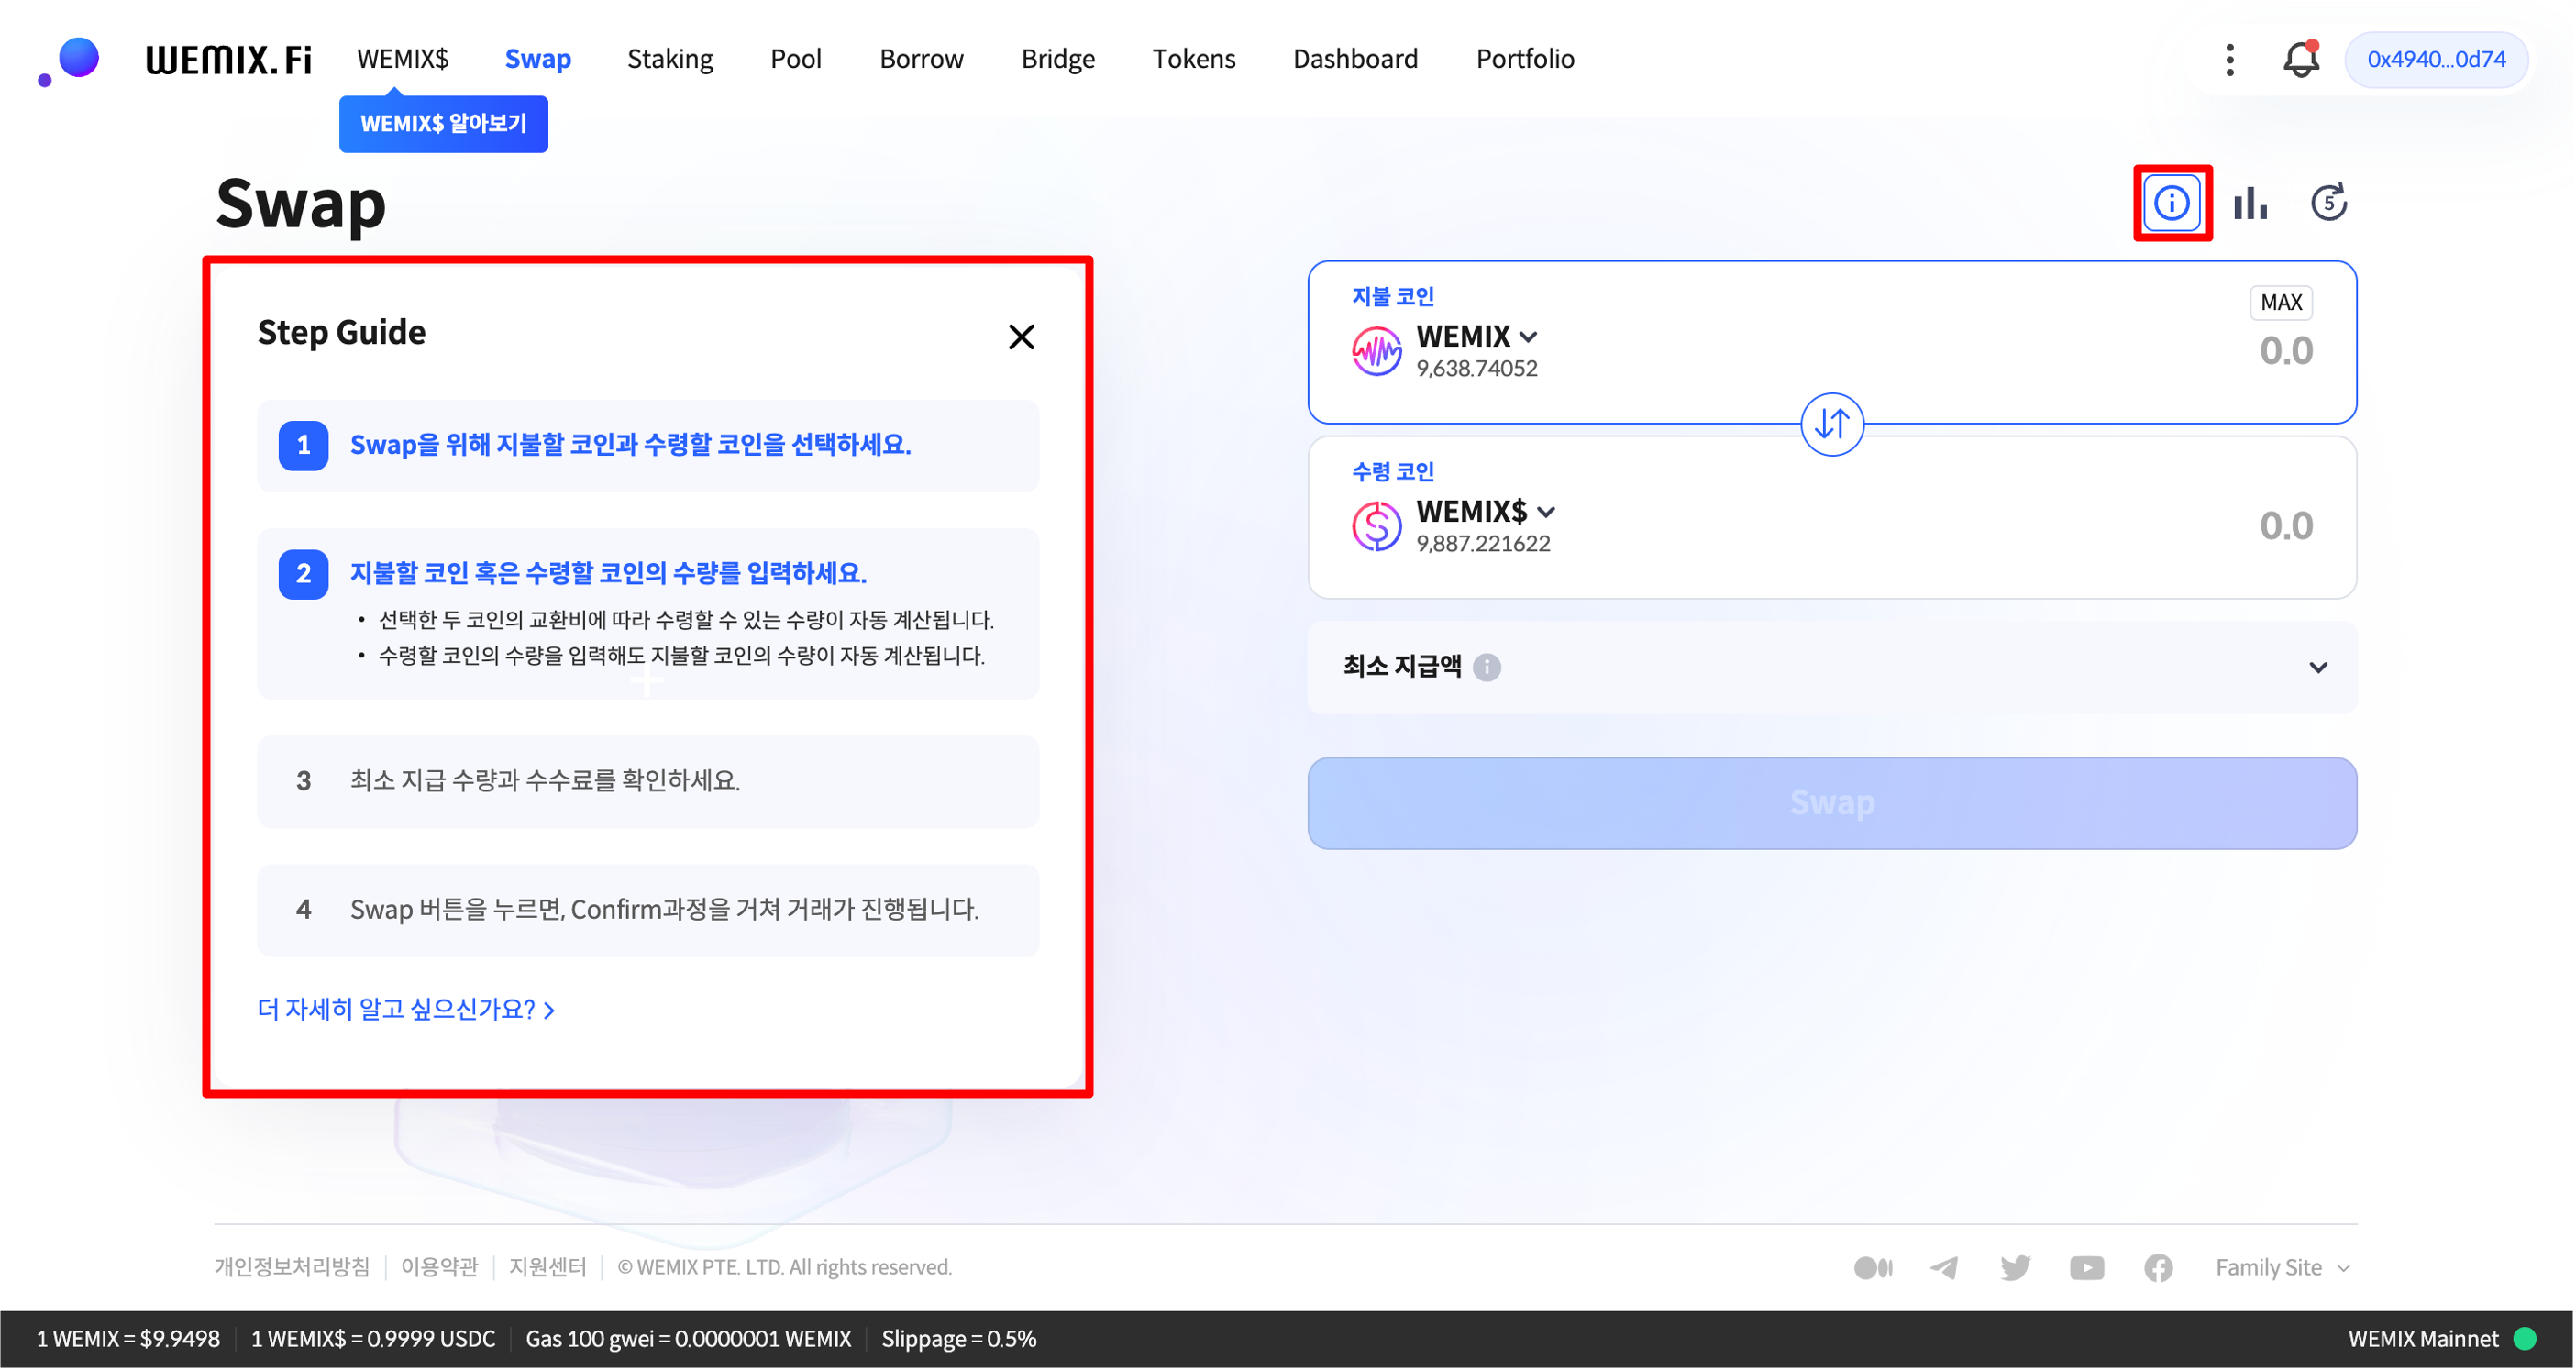 WEMIX.Fi WEMIX$ Swap Staking Pool Borrow Bridge Tokens Dashboard Portfolio 0x4940...0d74
WEMIX$ 알아보기
Swap
5
Step Guide
1 Swap을 위해 지불할 코인과 수령할 코인을 선택하세요.
2 지불할 코인 혹은 수령할 코인의 수량를 입력하세요.
• 선택한 두 코인의 교환비에 따라 수령할 수 있는 수량이 자동 계산됩니다.
• 수령할 코인의 수량을 입력해도 지불할 코인의 수량이 자동 계산됩니다.
3 최소 지급 수량과 수수료를 확인하세요.
4 Swap 버튼을 누르면, Confirm과정을 거쳐 거래가 진행됩니다.
더 자세히 알고 싶으신가요? >
지불 코인 MAX
WEMIX 0.0
9,638.74052
수령 코인
WEMIX$ 0.0
9,887.221622
최소 지급액
Swap
개인정보처리방침 이용약관 지원센터 © WEMIX PTE. LTD. All rights reserved. Family Site
1 WEMIX = $9.9498 1 WEMIX$ = 0.9999 USDC Gas 100 gwei = 0.0000001 WEMIX Slippage = 0.5% WEMIX Mainnet